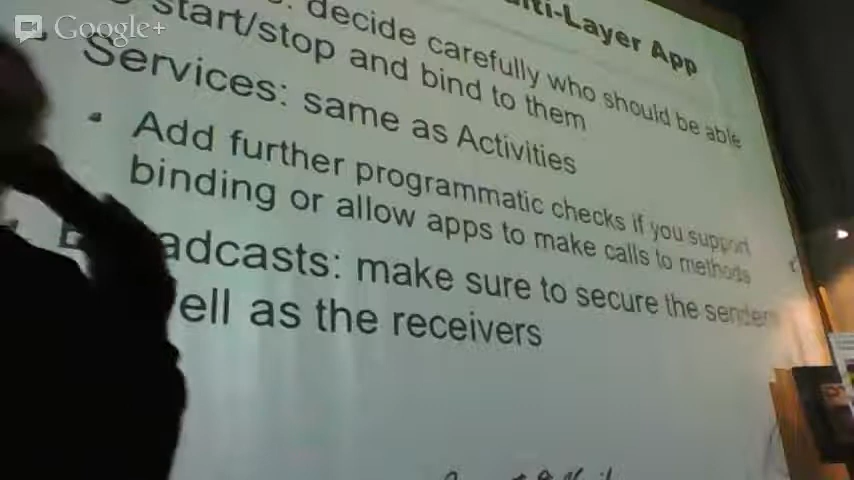 Google+
lti-Layer App
: decide carefully who should be able
start/stop and bind to them
Services: same as Activities
• Add further programmatic checks if you support
binding or allow apps to make calls to methods
adcasts: make sure to secure the sender
ell as the receivers